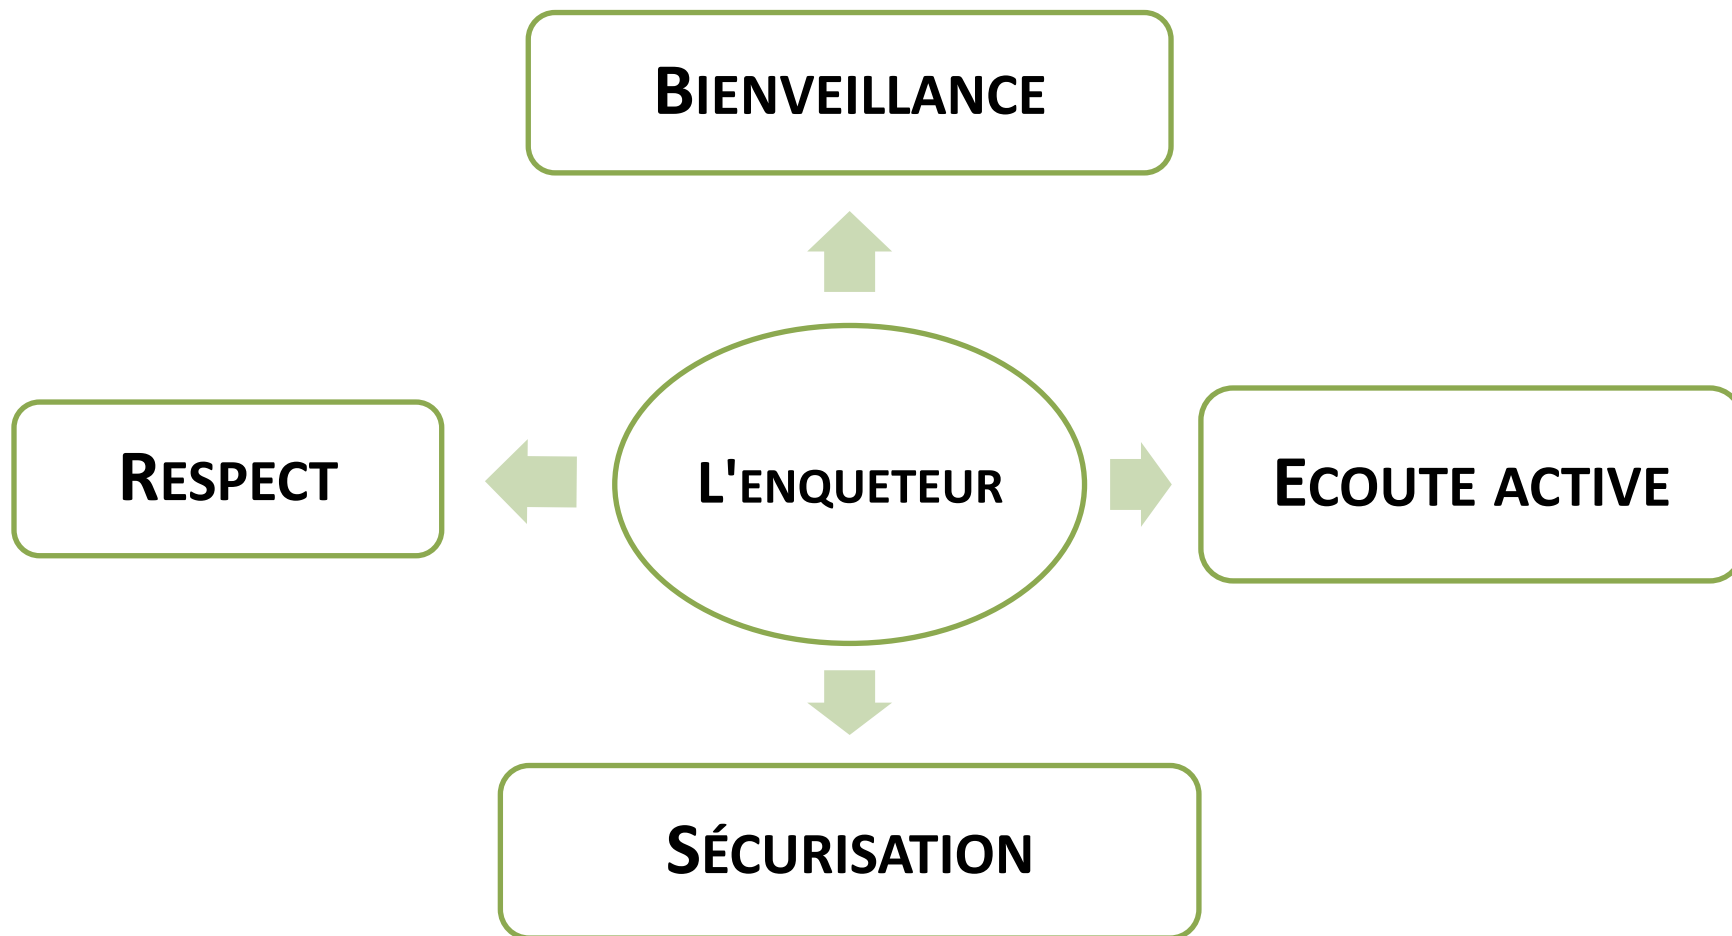 BIENVEILLANCE
RESPECT
L'ENQUETEUR
ECOUTE ACTIVE
SÉCURISATION